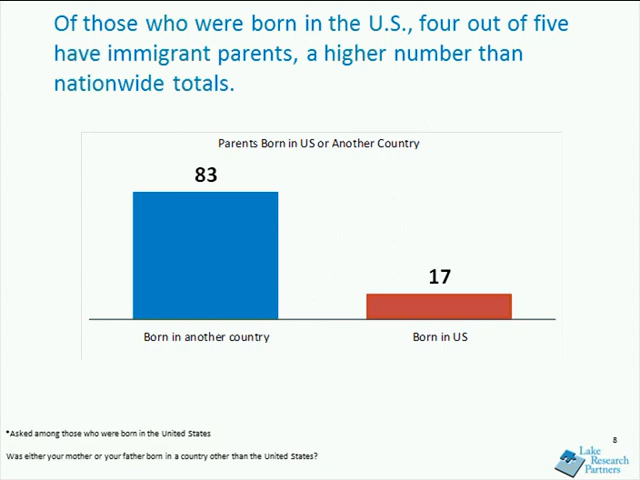 Of those who were born in the U.S., four out of five
have immigrant parents, a higher number than
nationwide totals.
Parents Born in US or Another Country
83
17
Born in another country
Born in US
*Asked among those who were born in the United States
Was either your mother or your father born in a country other than the United States?
8
Lake
Research
Partners